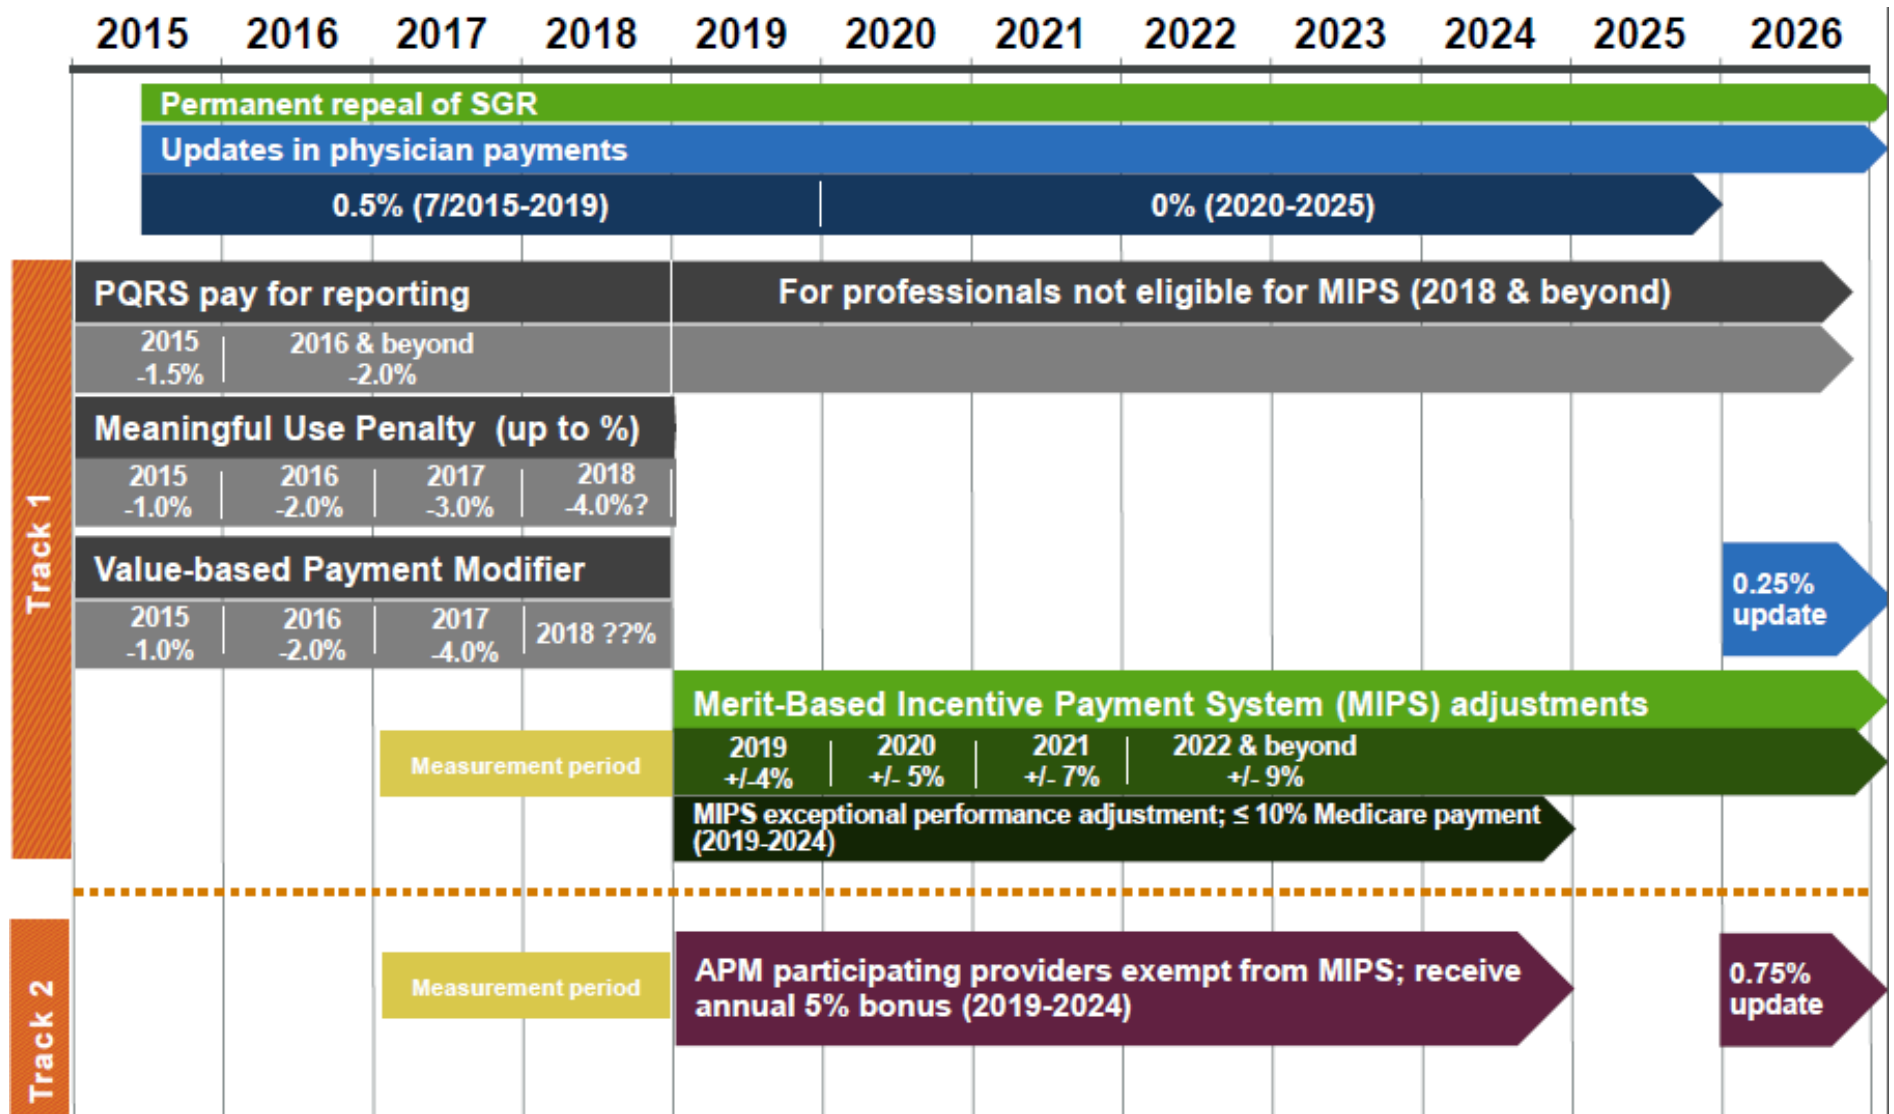 2015 2016 2017 2018 2019 2020 2021 2022 2023 2024 2025 2026
Permanent repeal of SGR
Updates in physician payments
0.5% (7/2015-2019)
0% (2020-2025)
Track 1
PQRS pay for reporting
For professionals not eligible for MIPS (2018 & beyond)
2015
-1.5%
2016 & beyond
-2.0%
Meaningful Use Penalty (up to %)
2015
-1.0%
2016
-2.0%
2017
-3.0%
2018
-4.0%?
Value-based Payment Modifier
2015
-1.0%
2016
-2.0%
2017
-4.0%
2018 ??%
0.25%
update
Merit-Based Incentive Payment System (MIPS) adjustments
Measurement period
2019
+/-4%
2020
+/- 5%
2021
+/- 7%
2022 & beyond
+/- 9%
MIPS exceptional performance adjustment; ≤ 10% Medicare payment
(2019-2024)
Track 2
Measurement period
APM participating providers exempt from MIPS; receive
annual 5% bonus (2019-2024)
0.75%
update